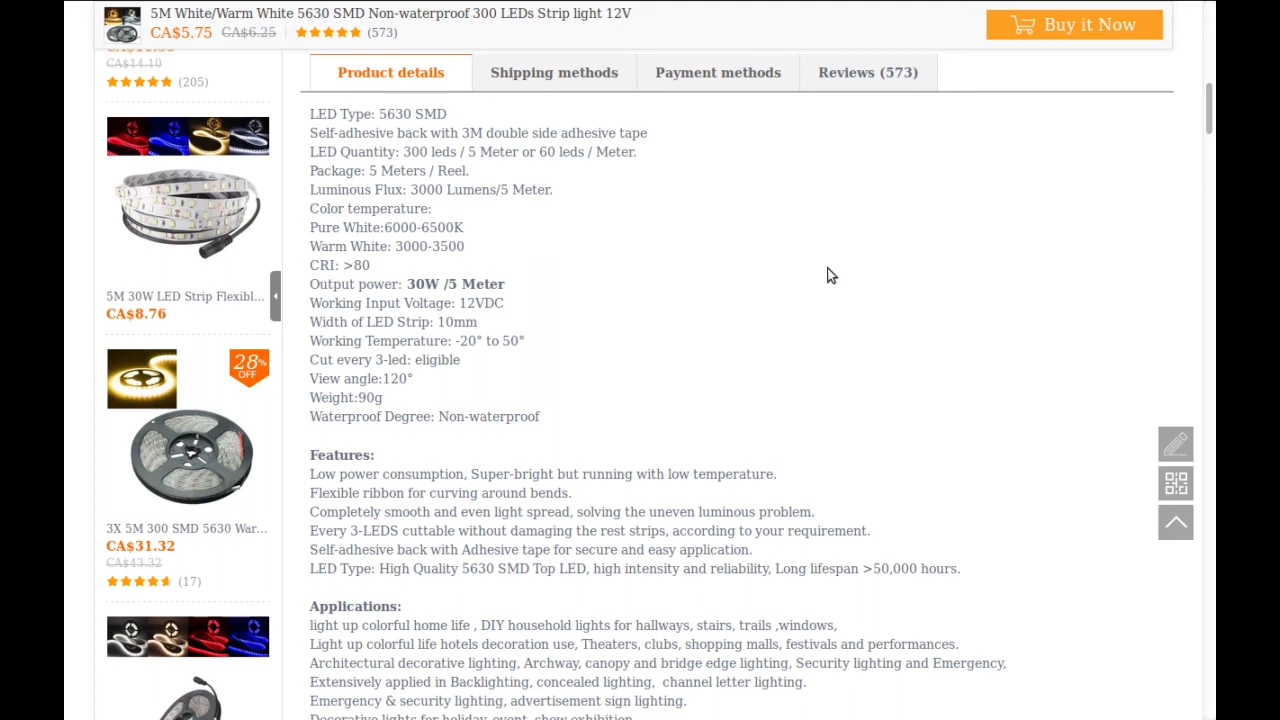 5M White/Warm White 5630 SMD Non-waterproof 300 LEDs Strip light 12V
CA$5.75 CA$6.25 (573)
Buy it Now
CA$14.10
(205)
5M 30W LED Strip Flexibl...
CA$8.76
28% OFF
3X 5M 300 SMD 5630 War...
CA$31.32
CA$43.32
(17)
Product details
Shipping methods
Payment methods
Reviews (573)
LED Type: 5630 SMD
Self-adhesive back with 3M double side adhesive tape
LED Quantity: 300 leds / 5 Meter or 60 leds / Meter.
Package: 5 Meters / Reel.
Luminous Flux: 3000 Lumens/5 Meter.
Color temperature:
Pure White:6000-6500K
Warm White: 3000-3500
CRI: >80
Output power: 30W /5 Meter
Working Input Voltage: 12VDC
Width of LED Strip: 10mm
Working Temperature: -20° to 50°
Cut every 3-led: eligible
View angle:120°
Weight:90g
Waterproof Degree: Non-waterproof
Features:
Low power consumption, Super-bright but running with low temperature.
Flexible ribbon for curving around bends.
Completely smooth and even light spread, solving the uneven luminous problem.
Every 3-LEDS cuttable without damaging the rest strips, according to your requirement.
Self-adhesive back with Adhesive tape for secure and easy application.
LED Type: High Quality 5630 SMD Top LED, high intensity and reliability, Long lifespan >50,000 hours.
Applications:
light up colorful home life , DIY household lights for hallways, stairs, trails ,windows,
Light up colorful life hotels decoration use, Theaters, clubs, shopping malls, festivals and performances.
Architectural decorative lighting, Archway, canopy and bridge edge lighting, Security lighting and Emergency,
Extensively applied in Backlighting, concealed lighting, channel letter lighting.
Emergency & security lighting, advertisement sign lighting.
Decorative lights for holiday, event, show exhibition